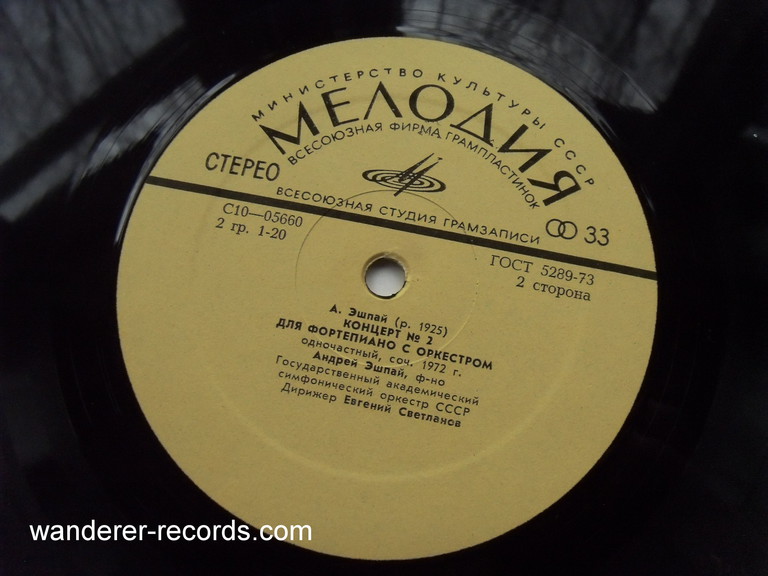 МИНИСТЕРСТВО КУЛЬТУРЫ СССР
МЕЛОДИЯ
ВСЕСОЮЗНАЯ ФИРМА ГРАМПЛАСТИНОК
СТЕРЕО
33
ВСЕСОЮЗНАЯ СТУДИЯ ГРАМЗАПИСИ
С10—05660
2 гр. 1-20
ГОСТ 5289-73
2 сторона
А. Эшпай (р. 1925)
КОНЦЕРТ № 2
ДЛЯ ФОРТЕПИАНО С ОРКЕСТРОМ
одночастный, соч. 1972 г.
Андрей Эшпай, ф-но
Государственный академический
симфонический оркестр СССР
Дирижер Евгений Светланов
wanderer-records.com